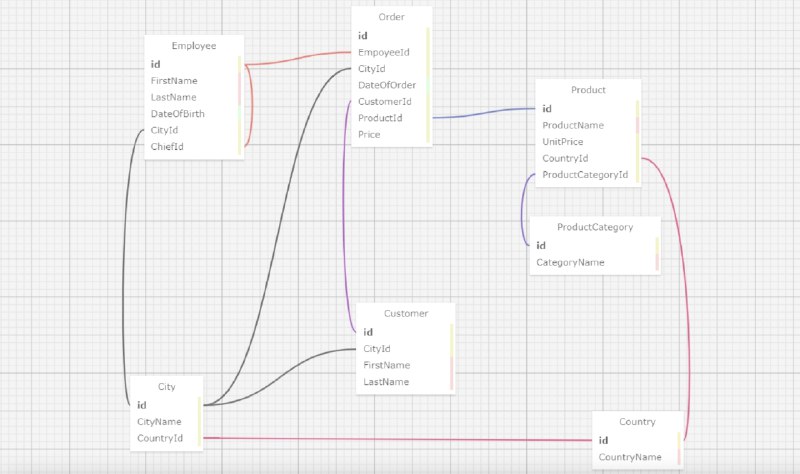 Employee
id
FirstName
LastName
DateOfBirth
CityId
ChiefId
Order
id
EmpoyeeId
CityId
DateOfOrder
CustomerId
ProductId
Price
Product
id
ProductName
UnitPrice
CountryId
ProductCategoryId
ProductCategory
id
CategoryName
Customer
id
CityId
FirstName
LastName
City
id
CityName
CountryId
Country
id
CountryName